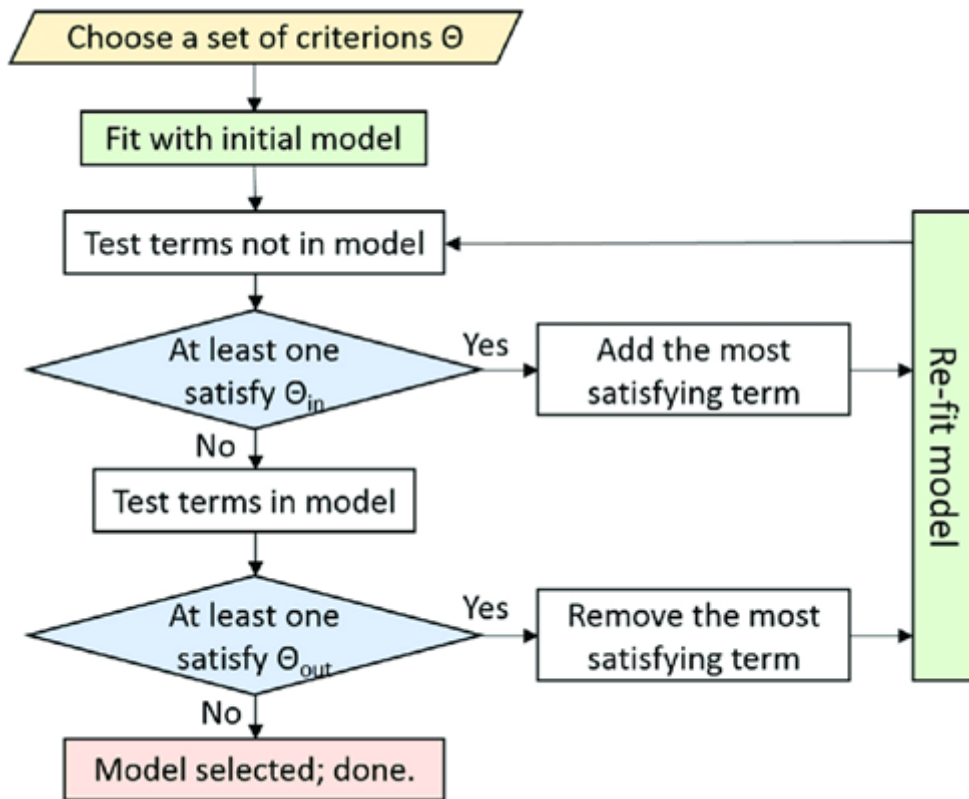 Choose a set of criterions Θ
Fit with initial model
Test terms not in model
At least one
satisfy Θin
Yes
Add the most
satisfying term
Re-fit model
No
Test terms in model
At least one
satisfy Θout
Yes
Remove the most
satisfying term
No
Model selected; done.